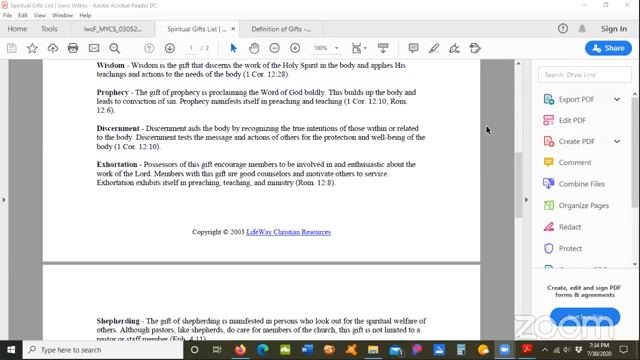 Spiritual Gifts List | Gens Wilkes - Adobe Acrobat Reader DC
File Edit View Window Help
Home Tools iwcF_MYCS_03052... Spiritual Gifts List | ... × Definition of Gifts -... Sign In
1 / 2 100% Share
Wisdom - Wisdom is the gift that discerns the work of the Holy Spirit in the body and applies His
teachings and actions to the needs of the body (1 Cor. 12:28).
Prophecy - The gift of prophecy is proclaiming the Word of God boldly. This builds up the body and
leads to conviction of sin. Prophecy manifests itself in preaching and teaching (1 Cor. 12:10; Rom.
12:6).
Discernment - Discernment aids the body by recognizing the true intentions of those within or related
to the body. Discernment tests the message and actions of others for the protection and well-being of the
body (1 Cor. 12:10).
Exhortation - Possessors of this gift encourage members to be involved in and enthusiastic about the
work of the Lord. Members with this gift are good counselors and motivate others to service.
Exhortation exhibits itself in preaching, teaching, and ministry (Rom. 12:8).
Copyright © 2003 LifeWay Christian Resources
Shepherding - The gift of shepherding is manifested in persons who look out for the spiritual welfare of
others. Although pastors, like shepherds, do care for members of the church, this gift is not limited to a
pastor or staff member (Eph. 4:11).
Search 'Draw Line'
Export PDF
Edit PDF
Create PDF
Comment
Combine Files
Organize Pages
Redact
Protect
Create, edit and sign PDF
forms & agreements
Start Free Trial
zoom
Type here to search
7:34 PM
7/30/2020